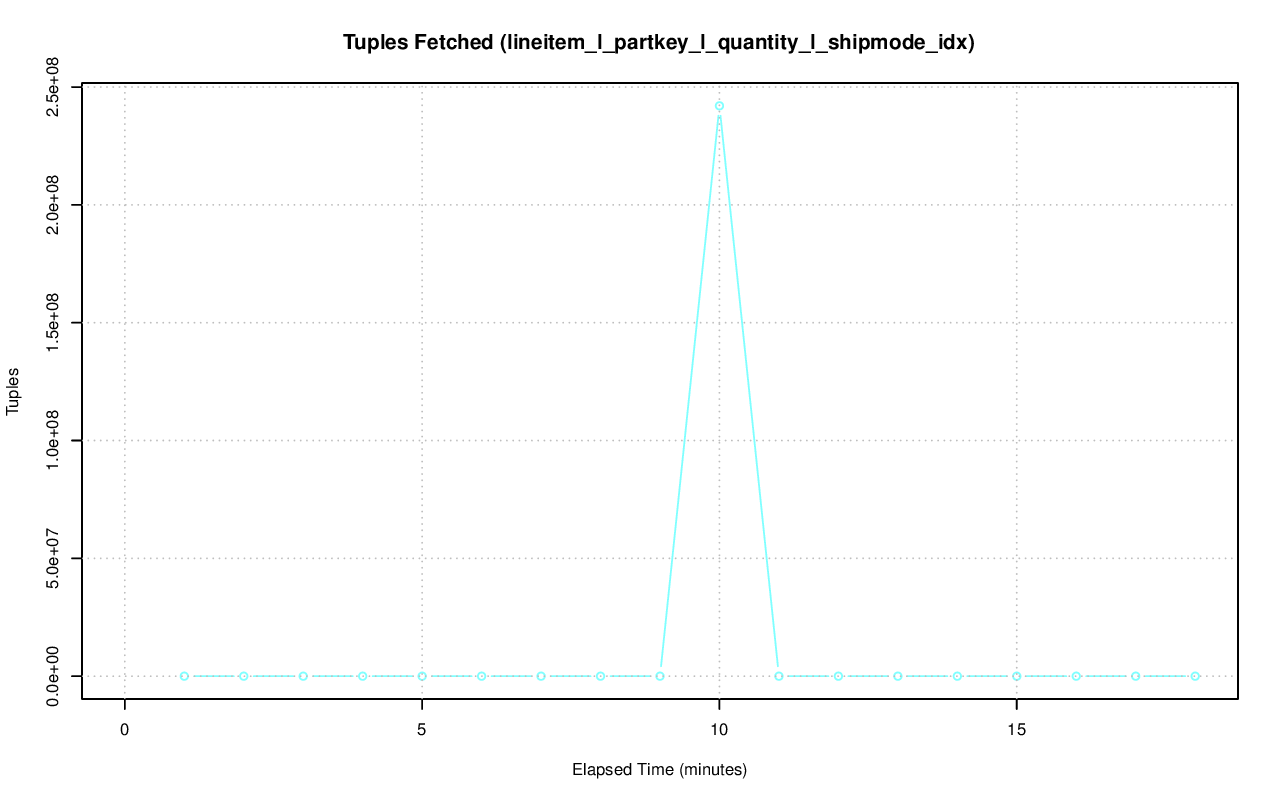 Tuples Fetched (lineitem_l_partkey_l_quantity_l_shipmode_idx)
2.5e+08
2.0e+08
1.5e+08
1.0e+08
5.0e+07
0.0e+00
Tuples
0 5 10 15
Elapsed Time (minutes)